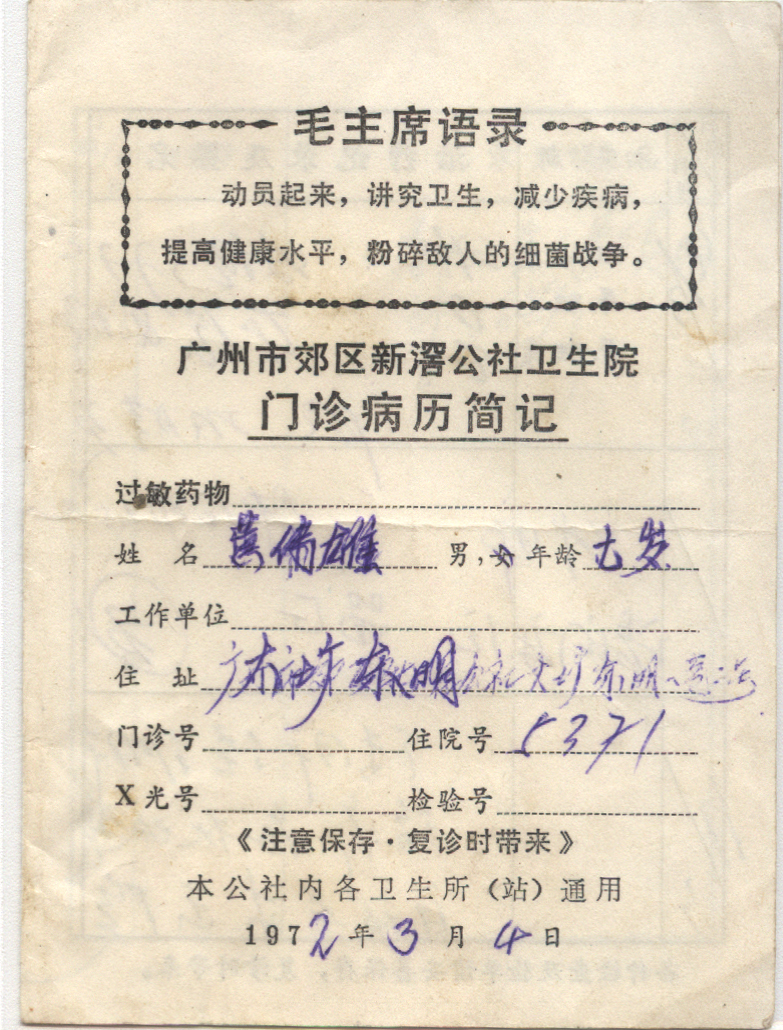 毛主席语录
动员起来，讲究卫生，减少疾病，
提高健康水平，粉碎敌人的细菌战争。
广州市郊区新滘公社卫生院
门诊病历简记
过敏药物
姓 名 黄伟雄 男，女 年龄 七岁
工作单位
住 址 东明
门诊号 住院号 5371
X光号 检验号
《注意保存·复诊时带来》
本公社内各卫生所（站）通用
1972年3月4日